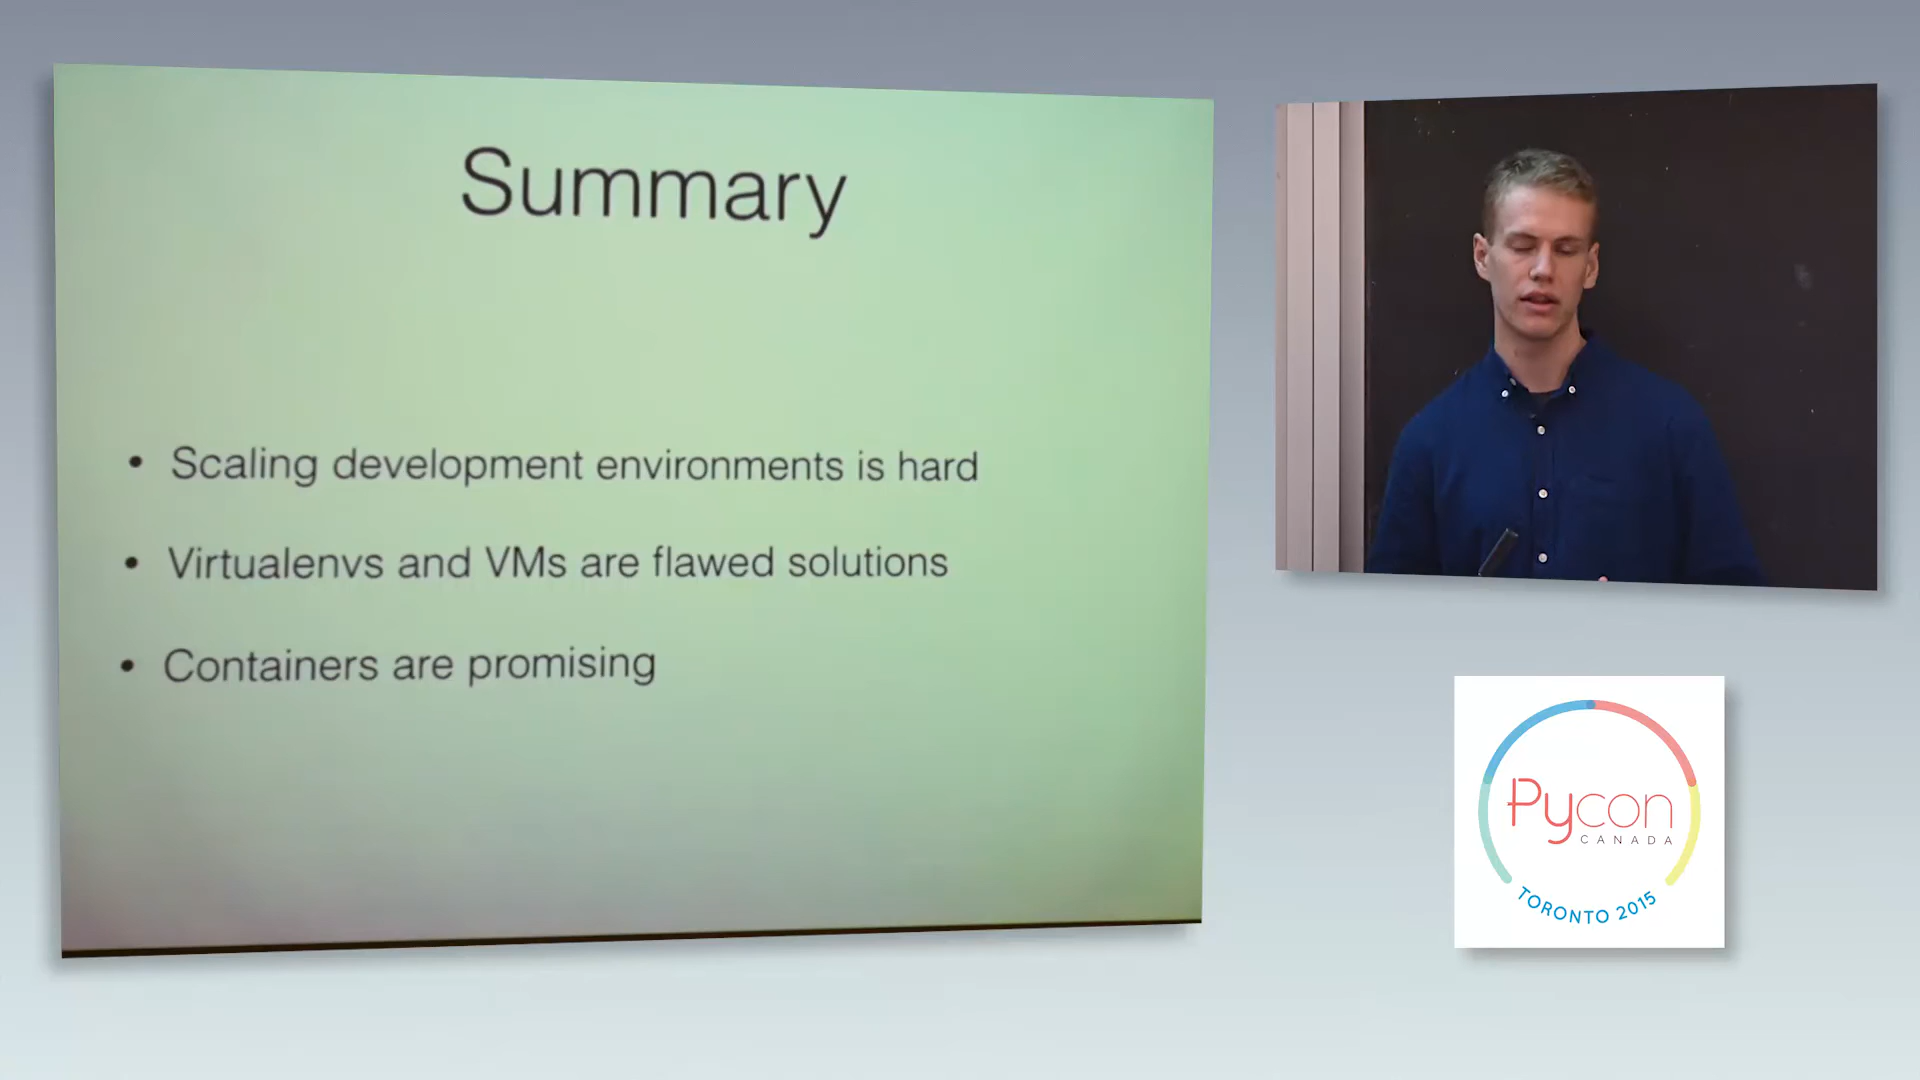 Summary
• Scaling development environments is hard
• Virtualenvs and VMs are flawed solutions
• Containers are promising
Pycon
CANADA
TORONTO 2015